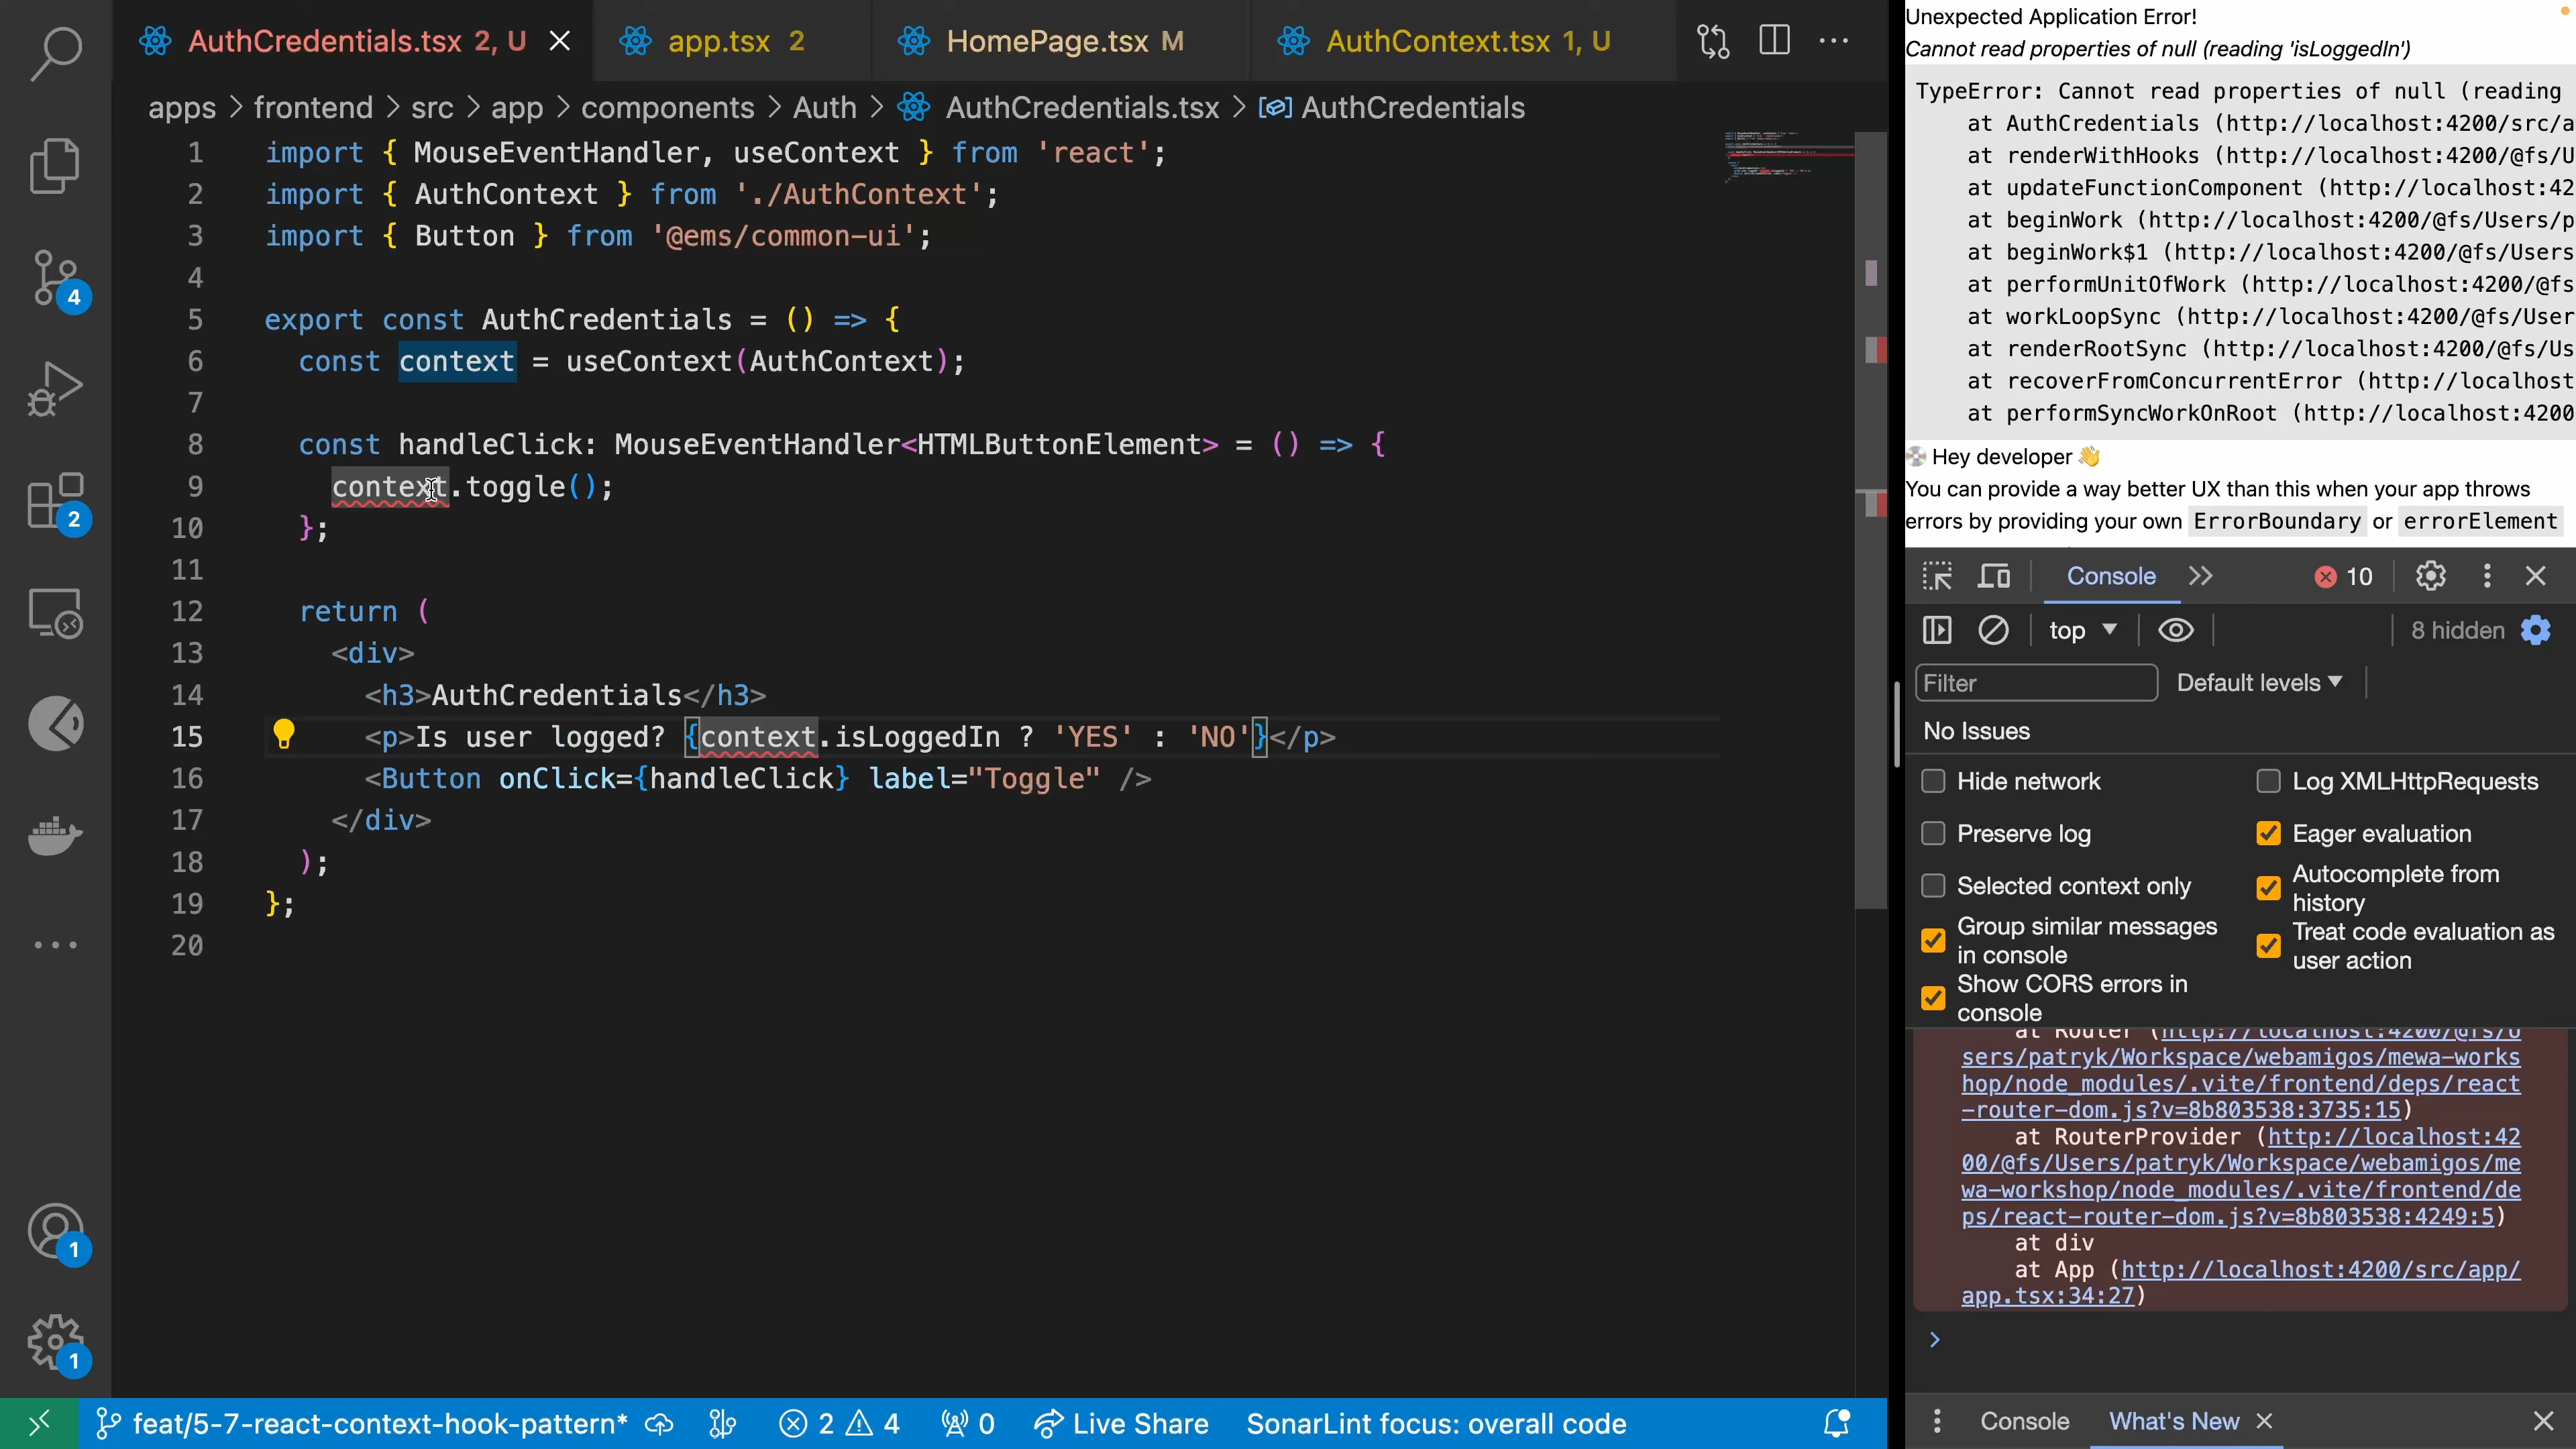 AuthCredentials.tsx 2, U
app.tsx 2
HomePage.tsx M
AuthContext.tsx 1, U
apps > frontend > src > app > components > Auth > AuthCredentials.tsx > AuthCredentials
1 import { MouseEventHandler, useContext } from 'react';
2 import { AuthContext } from './AuthContext';
3 import { Button } from '@ems/common-ui';
4
5 export const AuthCredentials = () => {
6 const context = useContext(AuthContext);
7
8 const handleClick: MouseEventHandler<HTMLButtonElement> = () => {
9 context.toggle();
10 };
11
12 return (
13 <div>
14 <h3>AuthCredentials</h3>
15 <p>Is user logged? {context.isLoggedIn ? 'YES' : 'NO'}</p>
16 <Button onClick={handleClick} label="Toggle" />
17 </div>
18 );
19 };
20
4
2
1
1
feat/5-7-react-context-hook-pattern*
2 4
0
Live Share
SonarLint focus: overall code
Unexpected Application Error!
Cannot read properties of null (reading 'isLoggedIn')
TypeError: Cannot read properties of null (reading
at AuthCredentials (http://localhost:4200/src/a
at renderWithHooks (http://localhost:4200/@fs/U
at updateFunctionComponent (http://localhost:42
at beginWork (http://localhost:4200/@fs/Users/p
at beginWork$1 (http://localhost:4200/@fs/Users
at performUnitOfWork (http://localhost:4200/@fs
at workLoopSync (http://localhost:4200/@fs/User
at renderRootSync (http://localhost:4200/@fs/Us
at recoverFromConcurrentError (http://localhost
at performSyncWorkOnRoot (http://localhost:4200
💿 Hey developer 👋
You can provide a way better UX than this when your app throws
errors by providing your own ErrorBoundary or errorElement
Console
10
top
8 hidden
Filter
Default levels
No Issues
Hide network
Log XMLHttpRequests
Preserve log
Eager evaluation
Selected context only
Autocomplete from
history
Group similar messages
in console
Treat code evaluation as
user action
Show CORS errors in
console
at Router (http://localhost:4200/@fs/U
sers/patryk/Workspace/webamigos/mewa-works
hop/node_modules/.vite/frontend/deps/react
-router-dom.js?v=8b803538:3735:15)
at RouterProvider (http://localhost:42
00/@fs/Users/patryk/Workspace/webamigos/me
wa-workshop/node_modules/.vite/frontend/de
ps/react-router-dom.js?v=8b803538:4249:5)
at div
at App (http://localhost:4200/src/app/
app.tsx:34:27)
Console
What's New